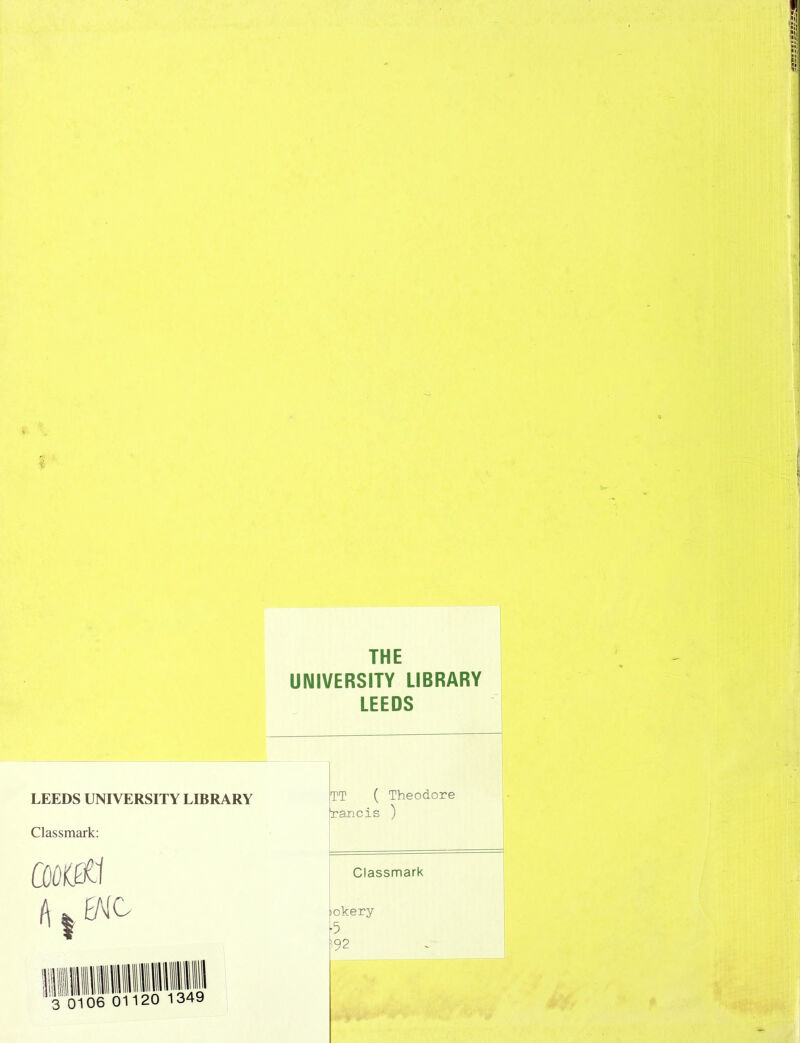 THE
UNIVERSITY LIBRARY
LEEDS
TT ( Theodore
rancis )
Classmark
okery
-5
92
LEEDS UNIVERSITY LIBRARY
Classmark:
COOKERY
A ENC
3 0106 01120 1349